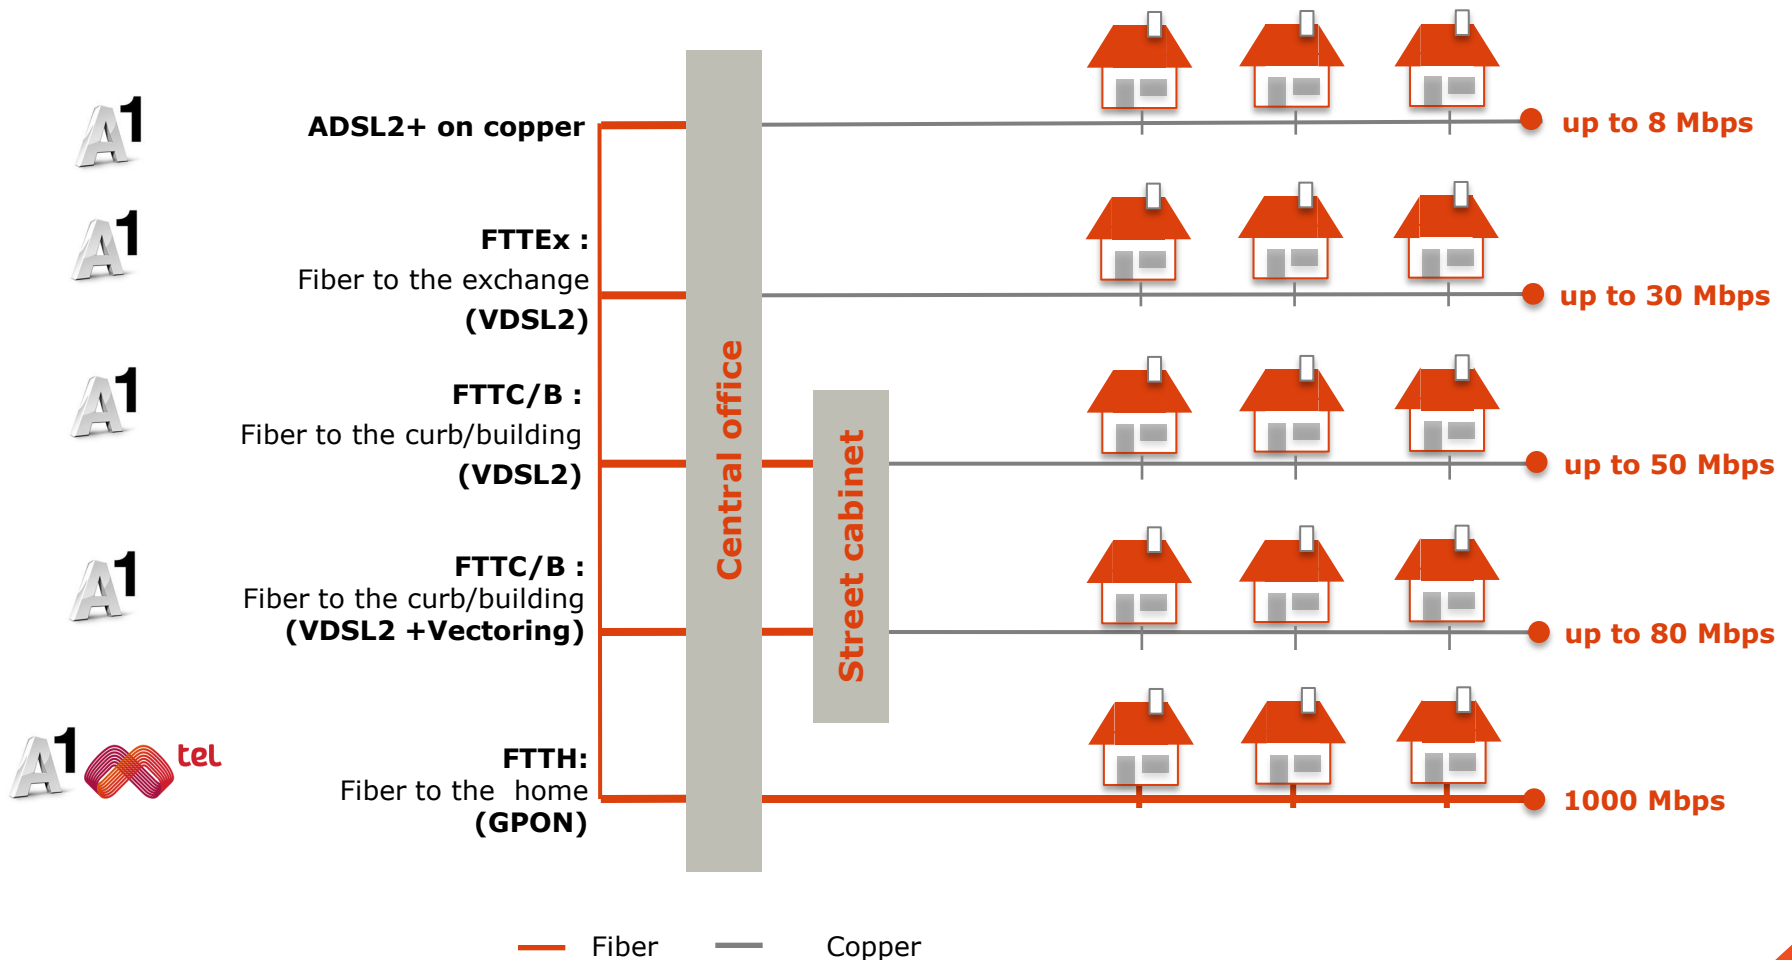 A1
ADSL2+ on copper
up to 8 Mbps
A1
FTTEx :
Fiber to the exchange
(VDSL2)
up to 30 Mbps
A1
FTTC/B :
Fiber to the curb/building
(VDSL2)
up to 50 Mbps
Central office
Street cabinet
A1
FTTC/B :
Fiber to the curb/building
(VDSL2 +Vectoring)
up to 80 Mbps
A1 tel
FTTH:
Fiber to the home
(GPON)
1000 Mbps
Fiber Copper